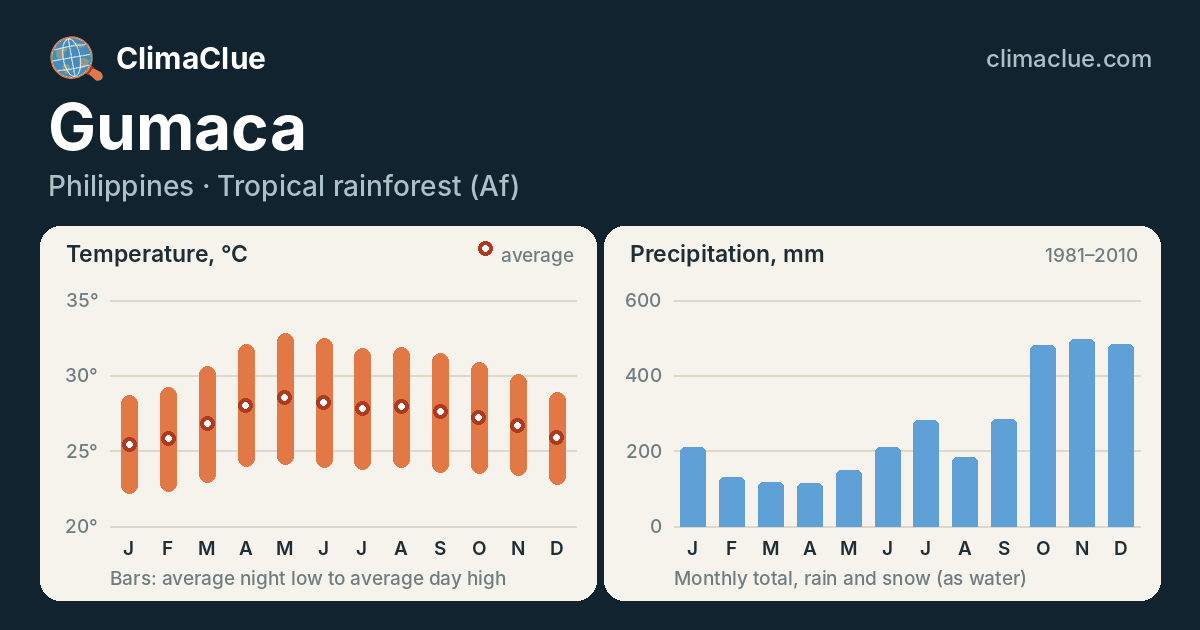 ClimaClue
climaclue.com
Gumaca
Philippines · Tropical rainforest (Af)
Temperature, °C
average
35°
30°
25°
20°
J F M A M J J A S O N D
Bars: average night low to average day high
Precipitation, mm
1981–2010
600
400
200
0
J F M A M J J A S O N D
Monthly total, rain and snow (as water)